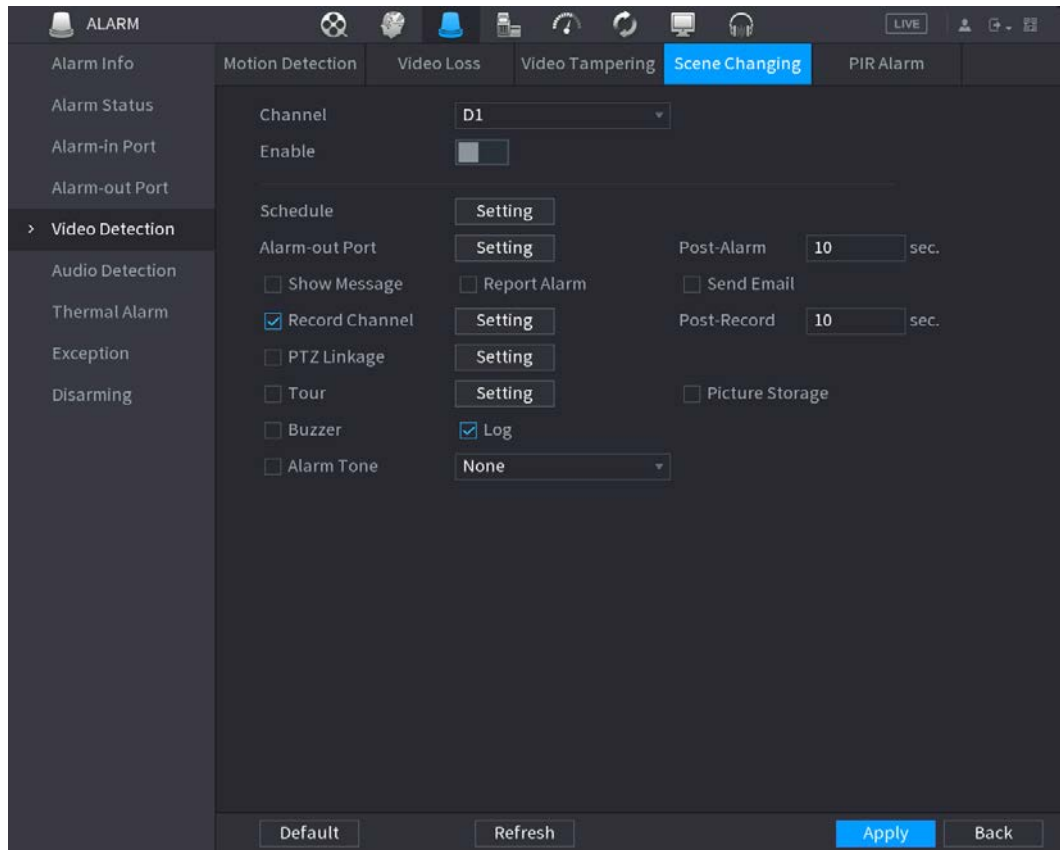 ALARM
LIVE
Alarm Info
Motion Detection Video Loss Video Tampering Scene Changing PIR Alarm
Alarm Status
Channel D1
Alarm-in Port
Enable
Alarm-out Port
Schedule Setting
Video Detection
Alarm-out Port Setting Post-Alarm 10 sec.
Audio Detection
Show Message Report Alarm Send Email
Thermal Alarm
Record Channel Setting Post-Record 10 sec.
Exception
PTZ Linkage Setting
Disarming
Tour Setting Picture Storage
Buzzer Log
Alarm Tone None
Default Refresh Apply Back